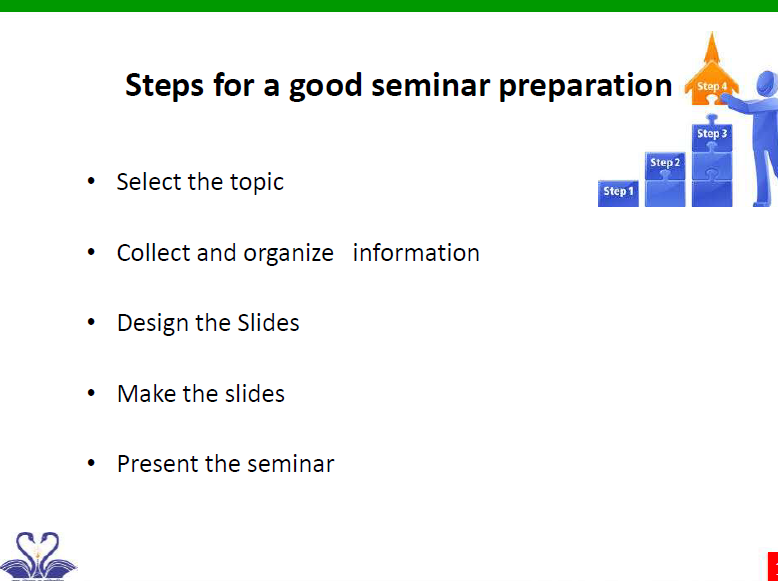 Steps for a good seminar preparation
Step 4
Step 3
Step 2
Step 1
• Select the topic
• Collect and organize   information
• Design the Slides
• Make the slides
• Present the seminar